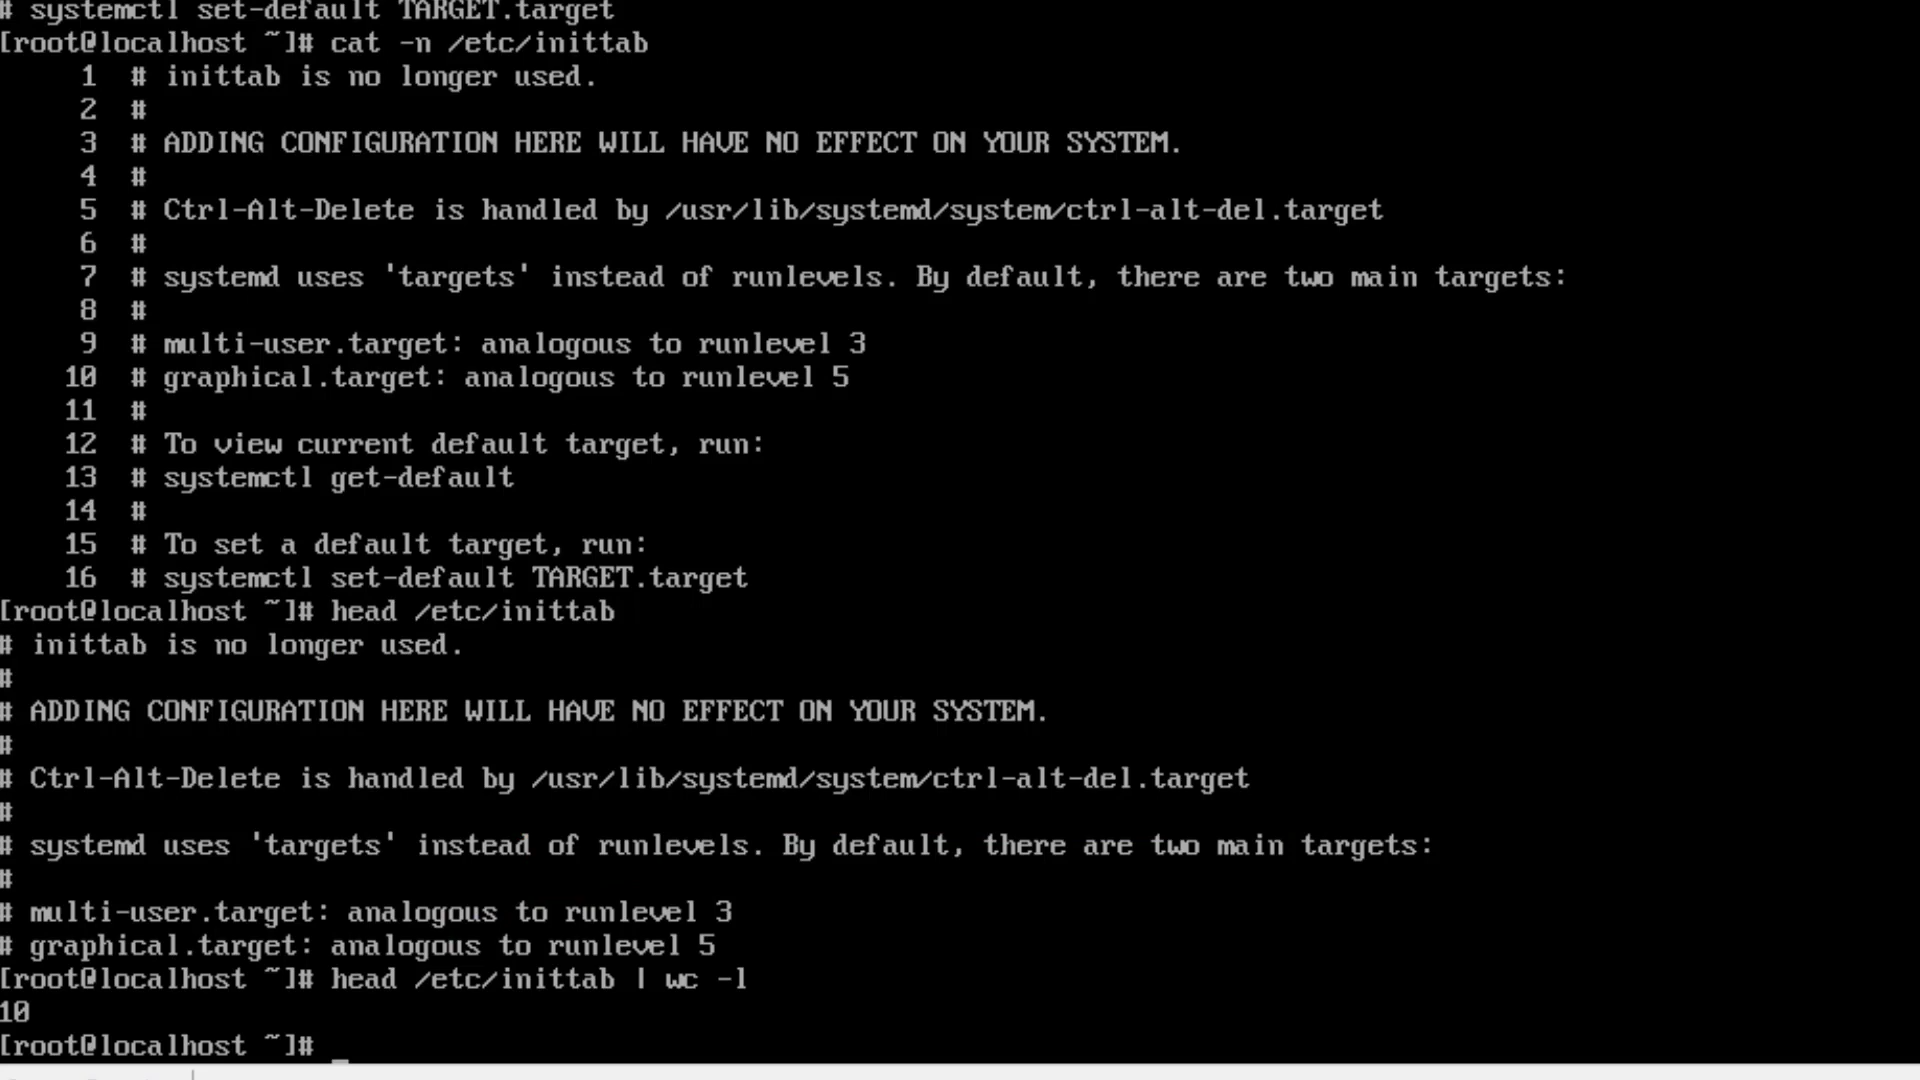 # systemctl set-default TARGET.target
[root@localhost ~]# cat -n /etc/inittab
     1  # inittab is no longer used.
     2  #
     3  # ADDING CONFIGURATION HERE WILL HAVE NO EFFECT ON YOUR SYSTEM.
     4  #
     5  # Ctrl-Alt-Delete is handled by /usr/lib/systemd/system/ctrl-alt-del.target
     6  #
     7  # systemd uses 'targets' instead of runlevels. By default, there are two main targets:
     8  #
     9  # multi-user.target: analogous to runlevel 3
    10  # graphical.target: analogous to runlevel 5
    11  #
    12  # To view current default target, run:
    13  # systemctl get-default
    14  #
    15  # To set a default target, run:
    16  # systemctl set-default TARGET.target
[root@localhost ~]# head /etc/inittab
# inittab is no longer used.
#
# ADDING CONFIGURATION HERE WILL HAVE NO EFFECT ON YOUR SYSTEM.
#
# Ctrl-Alt-Delete is handled by /usr/lib/systemd/system/ctrl-alt-del.target
#
# systemd uses 'targets' instead of runlevels. By default, there are two main targets:
#
# multi-user.target: analogous to runlevel 3
# graphical.target: analogous to runlevel 5
[root@localhost ~]# head /etc/inittab | wc -l
10
[root@localhost ~]# _